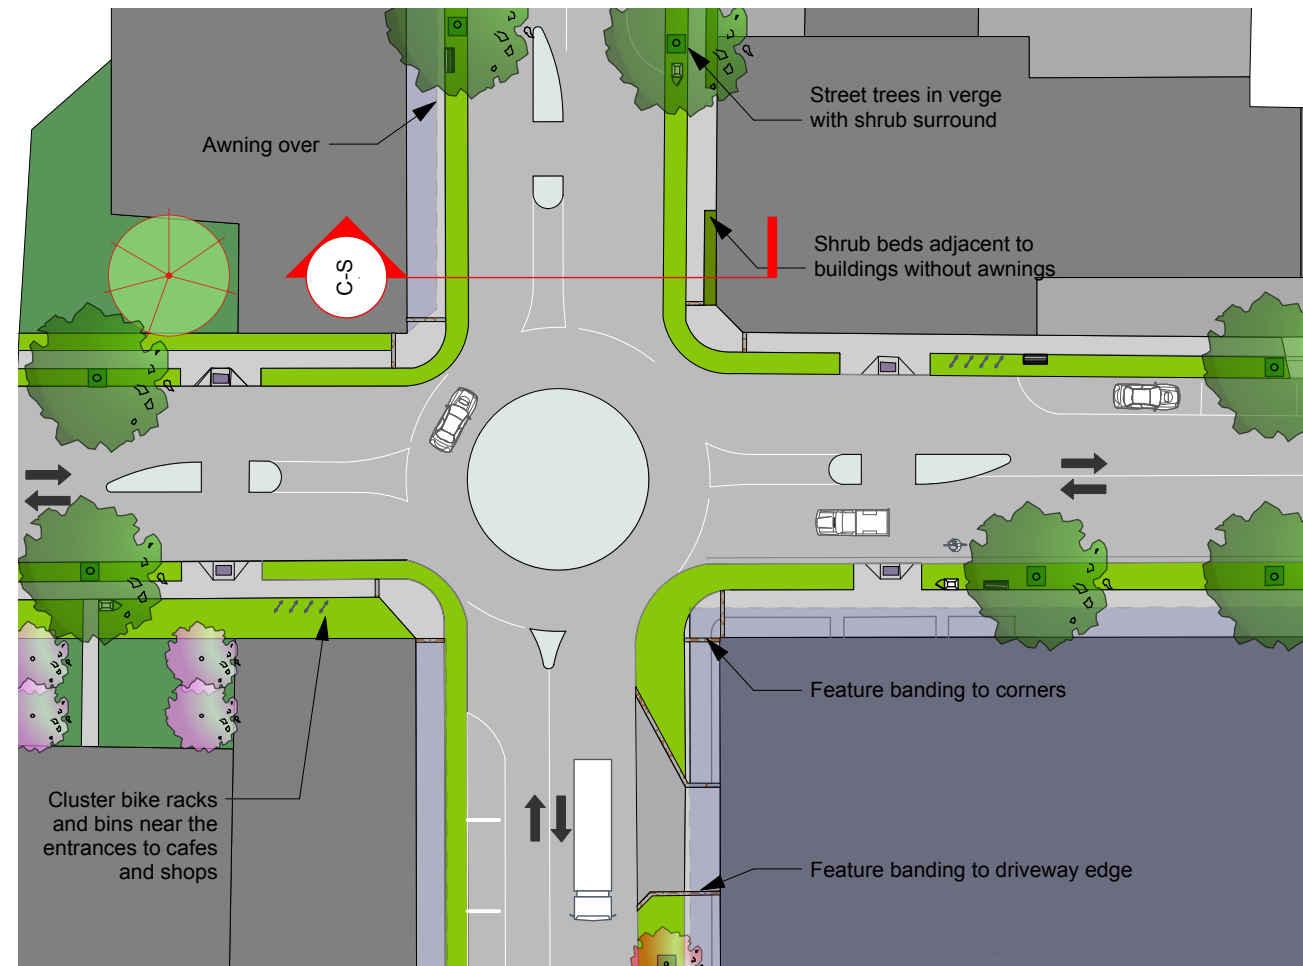 Street trees in verge
with shrub surround
Awning over
Shrub beds adjacent to
buildings without awnings
C-S
Feature banding to corners
Cluster bike racks
and bins near the
entrances to cafes
and shops
Feature banding to driveway edge